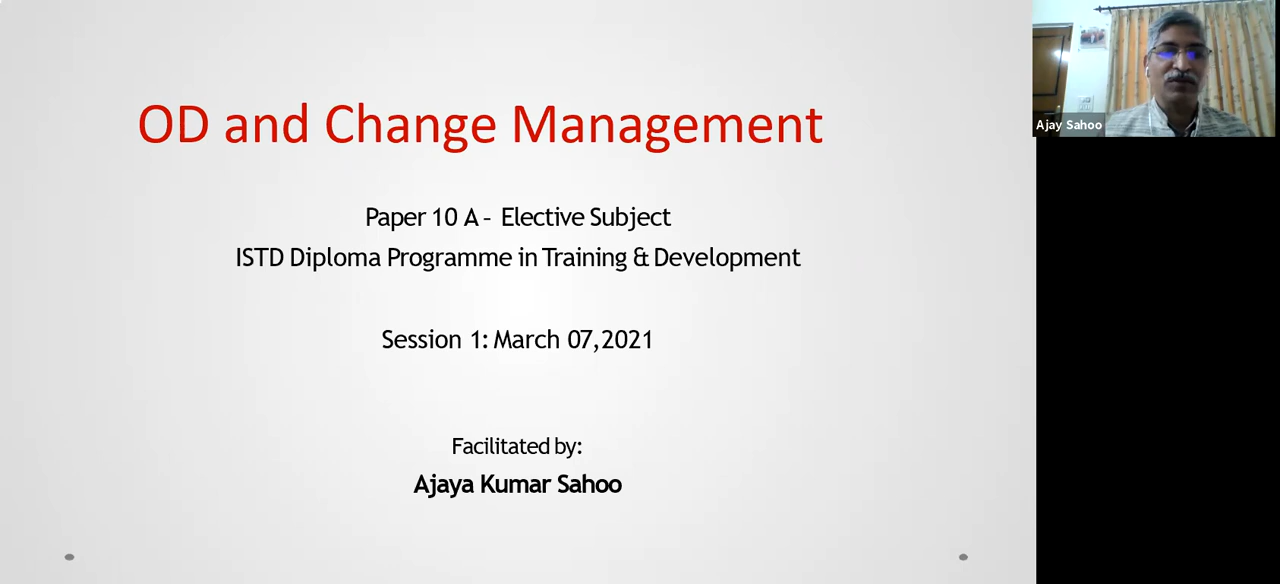 OD and Change Management
Paper 10 A – Elective Subject
ISTD Diploma Programme in Training & Development
Session 1: March 07,2021
Facilitated by:
Ajaya Kumar Sahoo
Ajay Sahoo